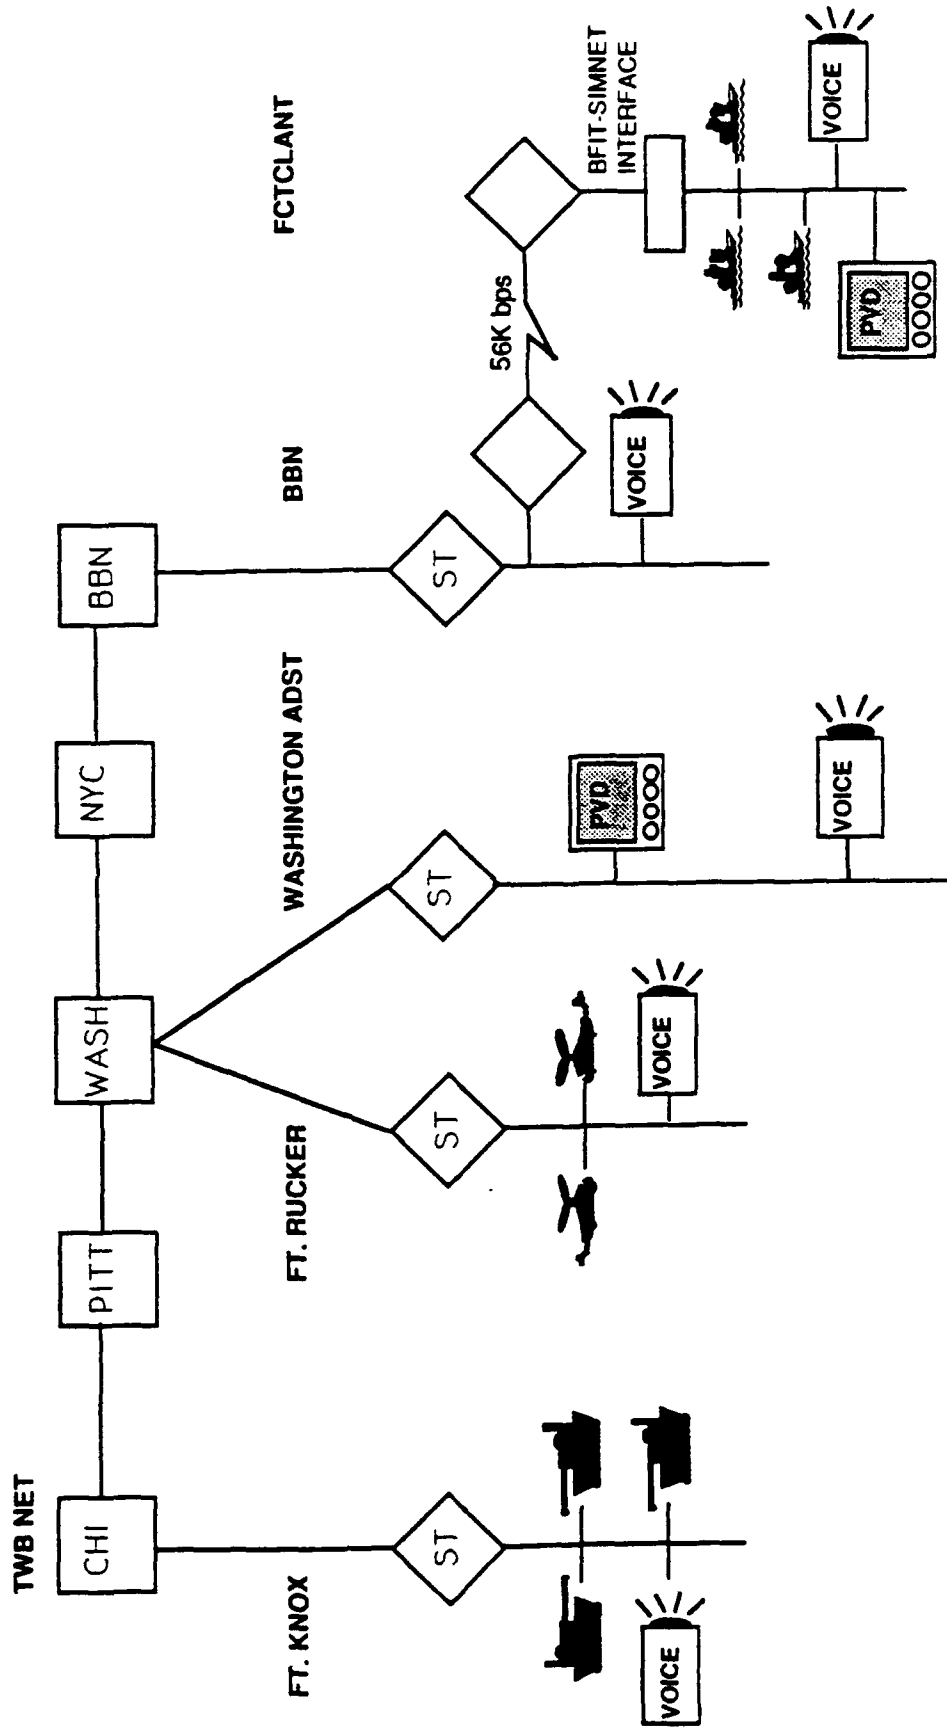 TWB NET
CHI
PITT
WASH
NYC
BBN
FT. KNOX
FT. RUCKER
WASHINGTON ADST
BBN
FCTCLANT
ST
ST
ST
ST
56K bps
BFIT-SIMNET
INTERFACE
VOICE
VOICE
PVD
VOICE
VOICE
PVD
VOICE